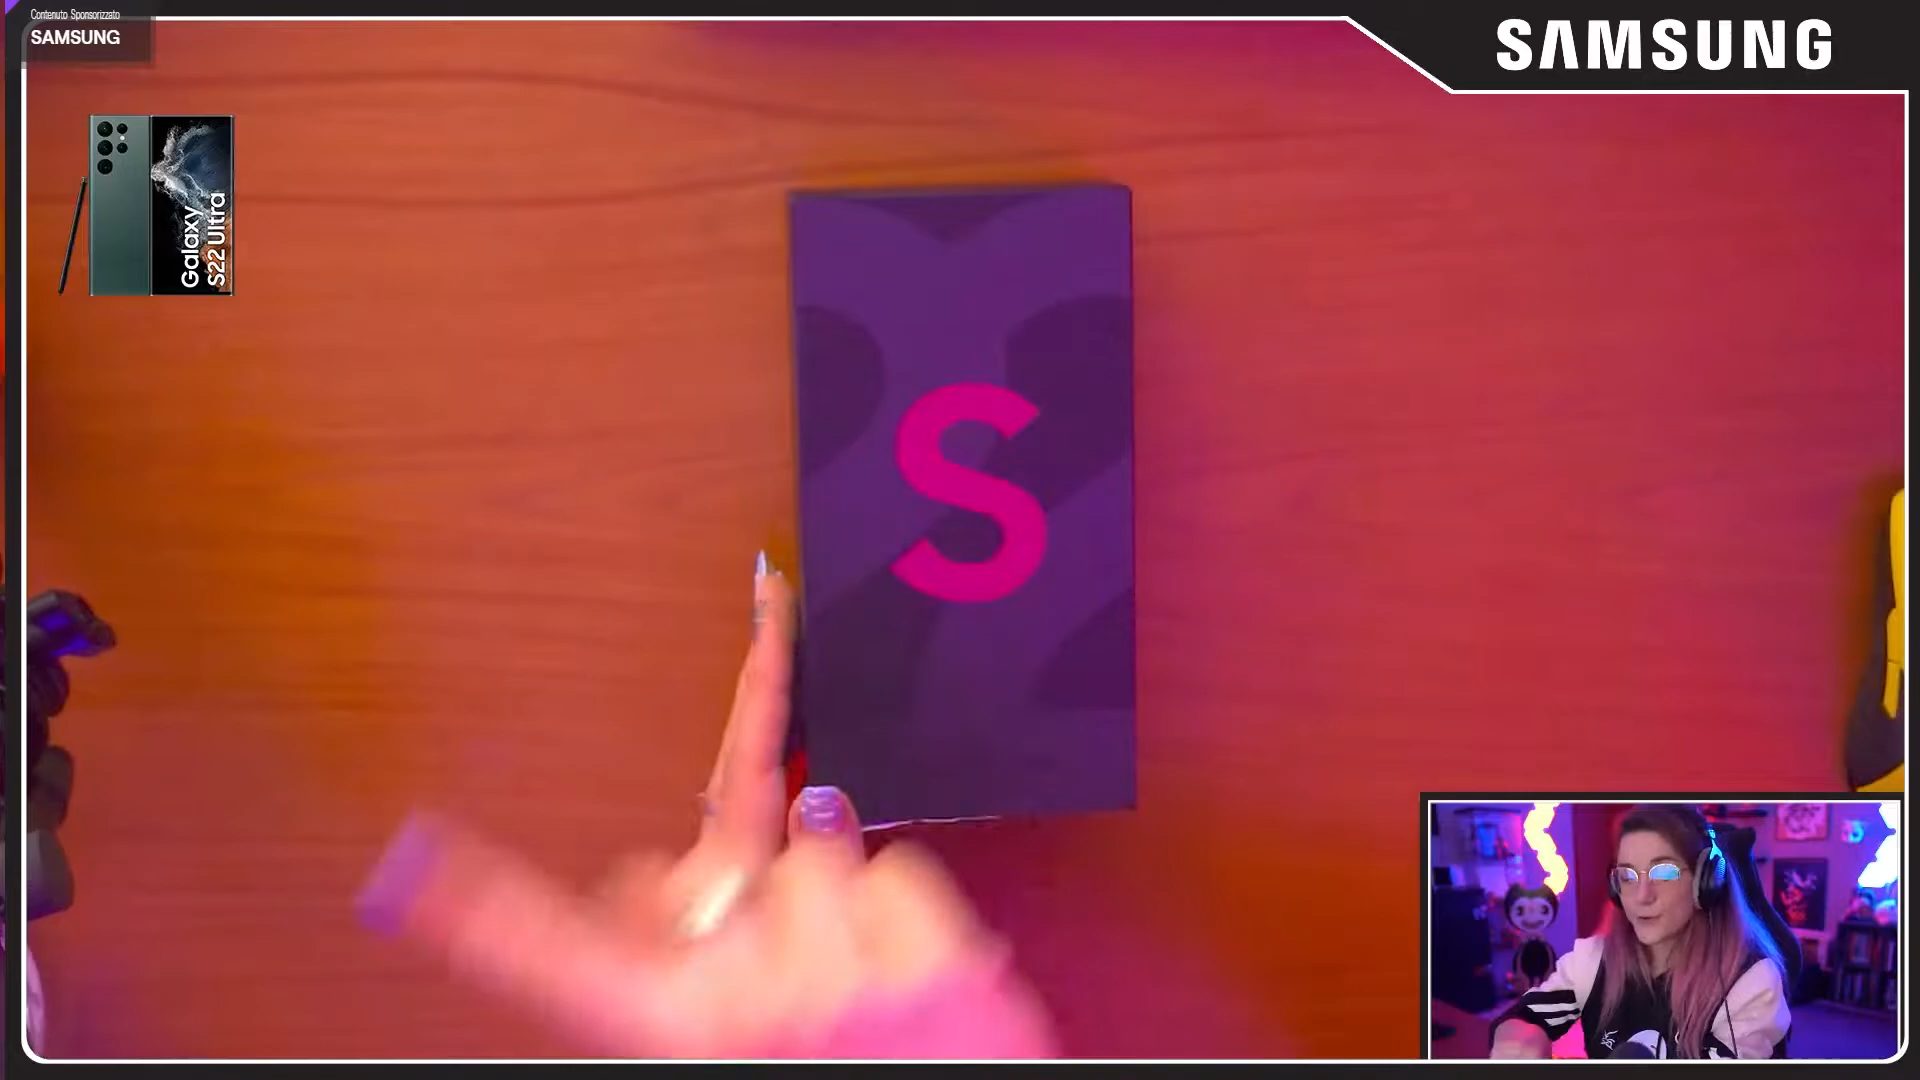 Contenuto Sponsorizzato
SAMSUNG
SAMSUNG
Galaxy
S22 Ultra
S